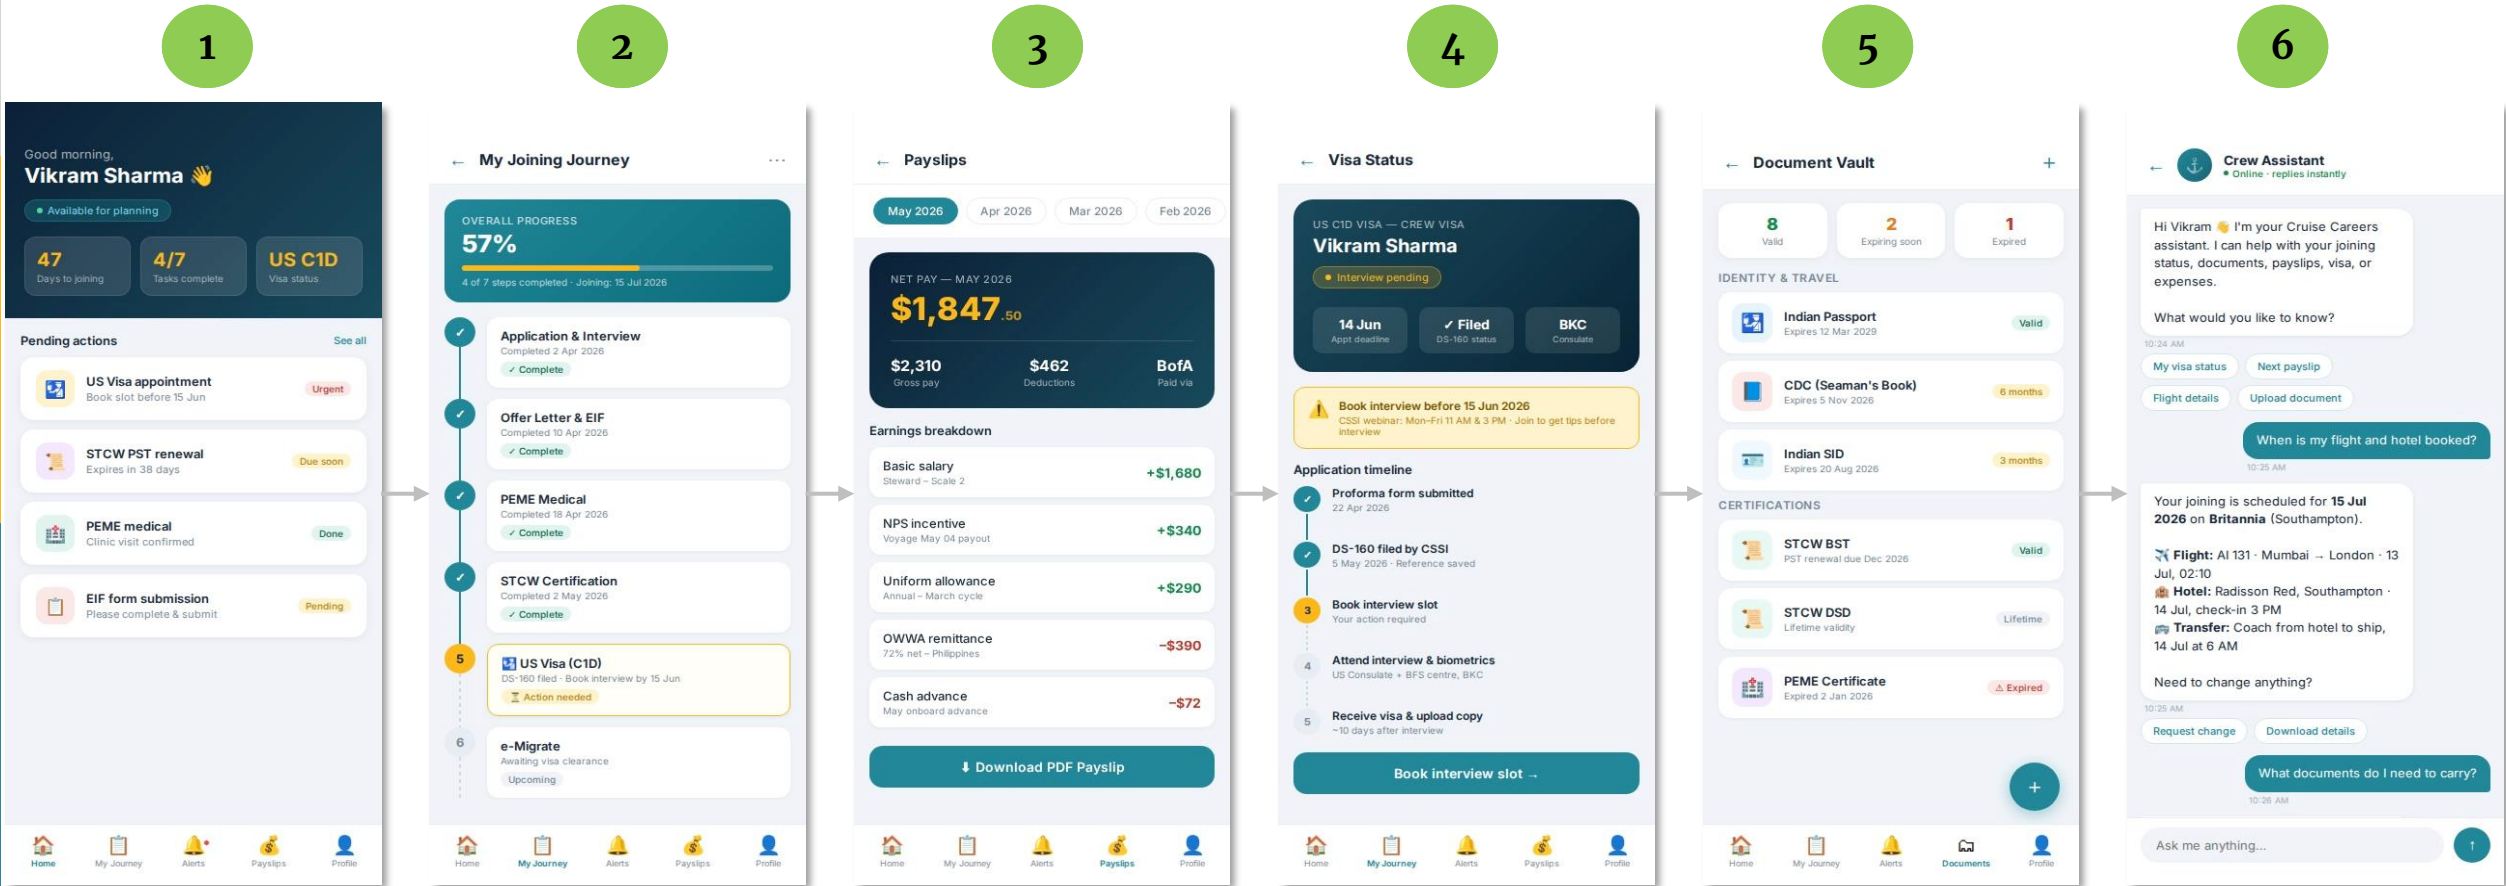 1
2
3
4
5
6
Good morning,
Vikram Sharma 👋
Available for planning
47
Days to joining
4/7
Tasks complete
US C1D
Visa status
Pending actions
See all
US Visa appointment
Book slot before 15 Jun
Urgent
STCW PST renewal
Expires in 38 days
Due soon
PEME medical
Clinic visit confirmed
Done
EIF form submission
Please complete & submit
Pending
Home
My Journey
Alerts
Payslips
Profile
← My Joining Journey ...
OVERALL PROGRESS
57%
4 of 7 steps completed · Joining: 15 Jul 2026
✓
Application & Interview
Completed 2 Apr 2026
✓ Complete
✓
Offer Letter & EIF
Completed 10 Apr 2026
✓ Complete
✓
PEME Medical
Completed 18 Apr 2026
✓ Complete
✓
STCW Certification
Completed 2 May 2026
✓ Complete
5
US Visa (C1D)
DS-160 filed · Book interview by 15 Jun
⏳ Action needed
6
e-Migrate
Awaiting visa clearance
Upcoming
Home
My Journey
Alerts
Payslips
Profile
← Payslips
May 2026
Apr 2026
Mar 2026
Feb 2026
NET PAY — MAY 2026
$1,847.50
$2,310
Gross pay
$462
Deductions
BofA
Paid via
Earnings breakdown
Basic salary
Steward – Scale 2
+$1,680
NPS incentive
Voyage May 04 payout
+$340
Uniform allowance
Annual – March cycle
+$290
OWWA remittance
72% net – Philippines
–$390
Cash advance
May onboard advance
–$72
⬇ Download PDF Payslip
Home
My Journey
Alerts
Payslips
Profile
← Visa Status
US C1D VISA — CREW VISA
Vikram Sharma
Interview pending
14 Jun
Appt deadline
✓ Filed
DS-160 status
BKC
Consulate
⚠️ Book interview before 15 Jun 2026
CSSI webinar: Mon–Fri 11 AM & 3 PM · Join to get tips before
interview
Application timeline
✓
Proforma form submitted
22 Apr 2026
✓
DS-160 filed by CSSI
5 May 2026 · Reference saved
3
Book interview slot
Your action required
4
Attend interview & biometrics
US Consulate + BFS centre, BKC
5
Receive visa & upload copy
~10 days after interview
Book interview slot →
Home
My Journey
Alerts
Payslips
Profile
← Document Vault +
8
Valid
2
Expiring soon
1
Expired
IDENTITY & TRAVEL
Indian Passport
Expires 12 Mar 2029
Valid
CDC (Seaman's Book)
Expires 5 Nov 2026
6 months
Indian SID
Expires 20 Aug 2026
3 months
CERTIFICATIONS
STCW BST
PST renewal due Dec 2026
Valid
STCW DSD
Lifetime validity
Lifetime
PEME Certificate
Expired 2 Jan 2026
⚠ Expired
+
Home
My Journey
Alerts
Documents
Profile
← Crew Assistant
Online · replies instantly
Hi Vikram 👋 I'm your Cruise Careers
assistant. I can help with your joining
status, documents, payslips, visa, or
expenses.
What would you like to know?
10:24 AM
My visa status
Next payslip
Flight details
Upload document
When is my flight and hotel booked?
10:25 AM
Your joining is scheduled for 15 Jul
2026 on Britannia (Southampton).
✈️ Flight: AI 131 · Mumbai → London · 13
Jul, 02:10
🏨 Hotel: Radisson Red, Southampton ·
14 Jul, check-in 3 PM
🚌 Transfer: Coach from hotel to ship,
14 Jul at 6 AM
Need to change anything?
10:25 AM
Request change
Download details
What documents do I need to carry?
10:26 AM
Ask me anything...
↑